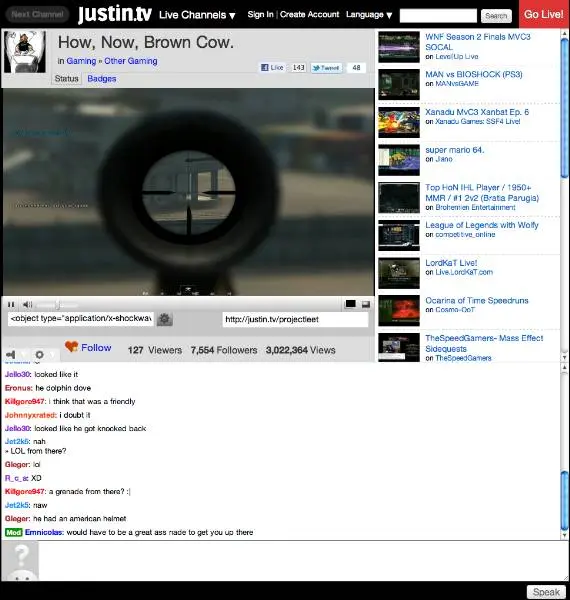 Next Channel
Justin.tv
Live Channels ▼
Sign In | Create Account
Language ▼
Search
Go Live!
How, Now, Brown Cow.
in Gaming » Other Gaming
Like 143
Tweet 48
Status
Badges
<object type="application/x-shockwav
http://justin.tv/projectleet
Follow
127 Viewers 7,554 Followers 3,022,364 Views
WNF Season 2 Finals MVC3
SOCAL
on Level|Up Live
MAN vs BIOSHOCK (PS3)
on MANvsGAME
Xanadu MvC3 Xanbat Ep. 6
on Xanadu Games: SSF4 Live!
super mario 64.
on Jiano
Top HoN IHL Player / 1950+
MMR / #1 2v2 (Bratia Parugia)
on Brohemien Entertainment
League of Legends with Wolfy
on competitive_online
LordKaT Live!
on Live.LordKaT.com
Ocarina of Time Speedruns
on Cosmo-OoT
TheSpeedGamers- Mass Effect
Sidequests
on TheSpeedGamers
Jello30: looked like it
Eronus: he dolphin dove
Killgore947: i think that was a friendly
Johnnyxrated: i doubt it
Jello30: looked like he got knocked back
Jet2k5: nah
» LOL from there?
Gleger: lol
R_c_a: XD
Killgore947: a grenade from there? :|
Jet2k5: naw
Gleger: he had an american helmet
Mod Emnicolas: would have to be a great ass nade to get you up there
Speak